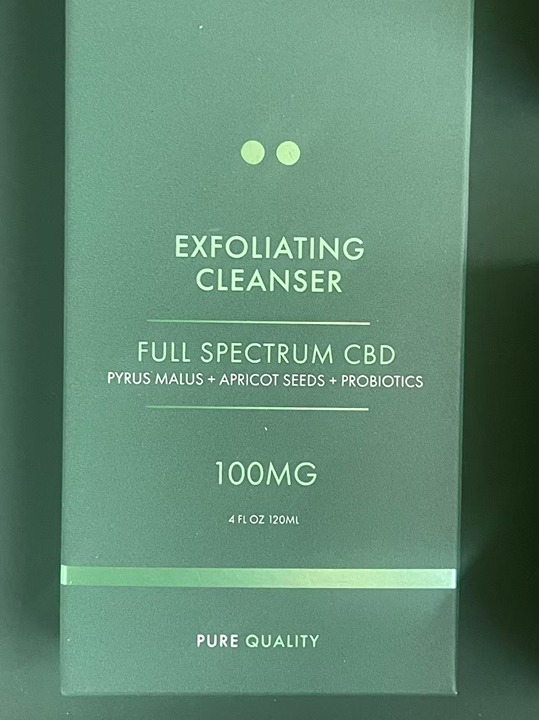 EXFOLIATING
CLEANSER
FULL SPECTRUM CBD
PYRUS MALUS + APRICOT SEEDS + PROBIOTICS
100MG
4 FL OZ 120ML
PURE QUALITY